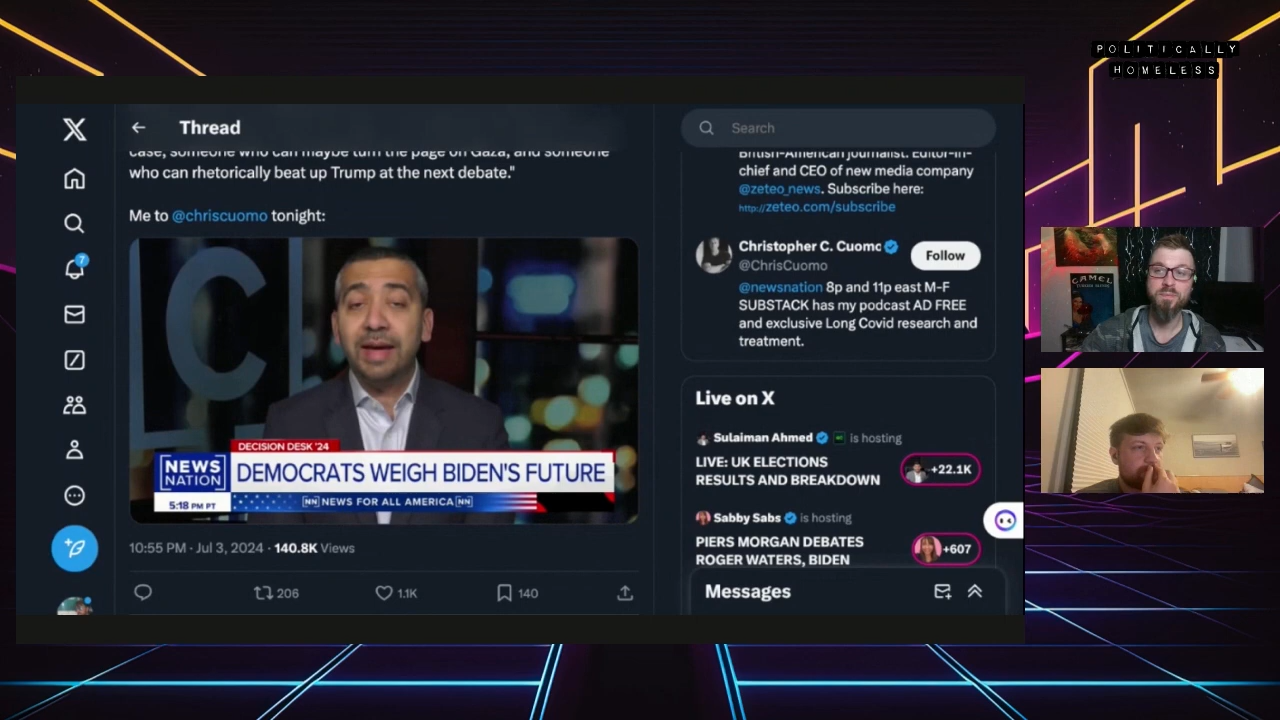 POLITICALLY
HOMELESS
Thread
case, someone who can maybe turn the page on Gaza, and someone
who can rhetorically beat up Trump at the next debate."
Me to @chriscuomo tonight:
C
DECISION DESK '24
NEWS
NATION
DEMOCRATS WEIGH BIDEN'S FUTURE
5:18 PM PT
NN NEWS FOR ALL AMERICA NN
10:55 PM · Jul 3, 2024 · 140.8K Views
206
1.1K
140
7
Search
British-American journalist. Editor-in-
chief and CEO of new media company
@zeteo_news. Subscribe here:
http://zeteo.com/subscribe
Christopher C. Cuomo
@ChrisCuomo
Follow
@newsnation 8p and 11p east M-F
SUBSTACK has my podcast AD FREE
and exclusive Long Covid research and
treatment.
Live on X
Sulaiman Ahmed is hosting
LIVE: UK ELECTIONS
RESULTS AND BREAKDOWN
+22.1K
Sabby Sabs is hosting
PIERS MORGAN DEBATES
ROGER WATERS, BIDEN
+607
Messages
CAMEL